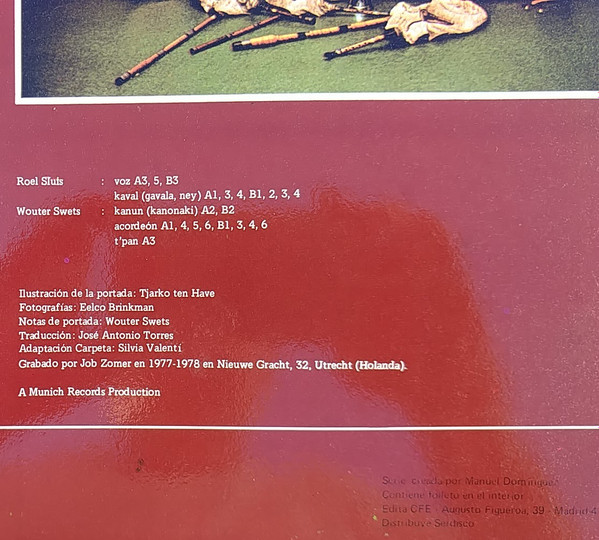 Roel Sluis : voz A3, 5, B3
kaval (gavala, ney) A1, 3, 4, B1, 2, 3, 4
Wouter Swets : kanun (kanonaki) A2, B2
acordeón A1, 4, 5, 6, B1, 3, 4, 6
t'pan A3
Ilustración de la portada: Tjarko ten Have
Fotografías: Eelco Brinkman
Notas de portada: Wouter Swets
Traducción: José Antonio Torres
Adaptación Carpeta: Silvia Valentí
Grabado por Job Zomer en 1977-1978 en Nieuwe Gracht, 32, Utrecht (Holanda).
A Munich Records Production
Serie creada por Manuel Domínguez
Contiene folleto en el interior
Edita CFE - Augusto Figueroa, 39 - Madrid-4
Distribuye Serdisco